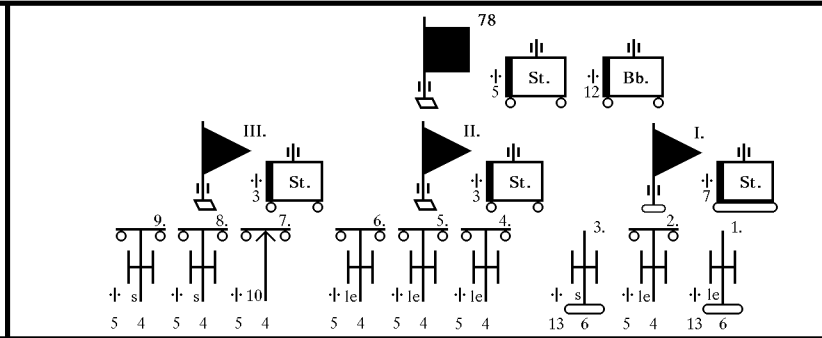 78
St. Bb.
5 12
III. II. I.
St. St. St.
3 3 7
9. 8. 7. 6. 5. 4. 3. 2. 1.
s s 10 le le le s le le
5 4 5 4 5 4 5 4 5 4 5 4 13 6 5 4 13 6